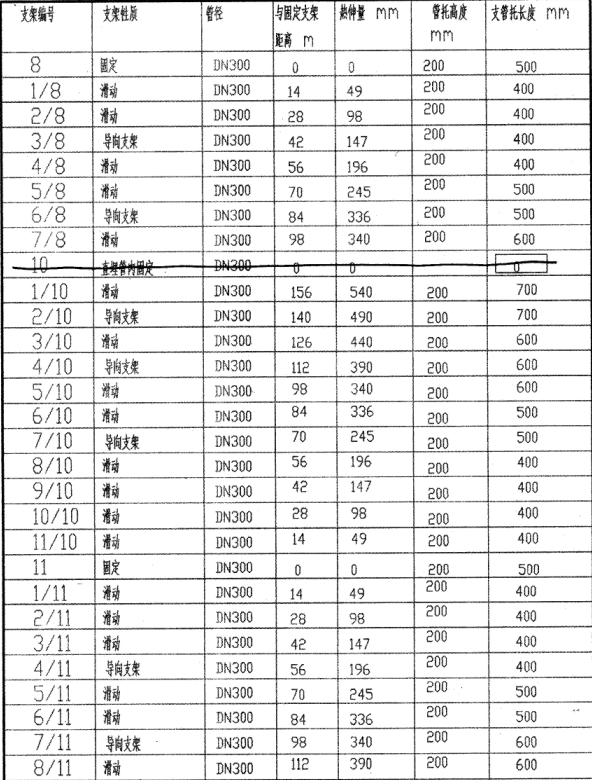 支架编号 支架性质 管径 与固定支架距离 m 热伸量 mm 管托高度 mm 支管托长度 mm
8 固定 DN300 0 0 200 500
1/8 滑动 DN300 14 49 200 400
2/8 滑动 DN300 28 98 200 400
3/8 导向支架 DN300 42 147 200 400
4/8 滑动 DN300 56 196 200 400
5/8 滑动 DN300 70 245 200 500
6/8 导向支架 DN300 84 336 200 500
7/8 滑动 DN300 98 340 200 600
10 直埋管内固定 DN300 0 0 0
1/10 滑动 DN300 156 540 200 700
2/10 导向支架 DN300 140 490 200 700
3/10 滑动 DN300 126 440 200 600
4/10 导向支架 DN300 112 390 200 600
5/10 滑动 DN300 98 340 200 600
6/10 滑动 DN300 84 336 200 500
7/10 导向支架 DN300 70 245 200 500
8/10 滑动 DN300 56 196 200 400
9/10 滑动 DN300 42 147 200 400
10/10 滑动 DN300 28 98 200 400
11/10 滑动 DN300 14 49 200 400
11 固定 DN300 0 0 200 500
1/11 滑动 DN300 14 49 200 400
2/11 滑动 DN300 28 98 200 400
3/11 滑动 DN300 42 147 200 400
4/11 导向支架 DN300 56 196 200 400
5/11 滑动 DN300 70 245 200 500
6/11 滑动 DN300 84 336 200 500
7/11 导向支架 DN300 98 340 200 600
8/11 滑动 DN300 112 390 200 600